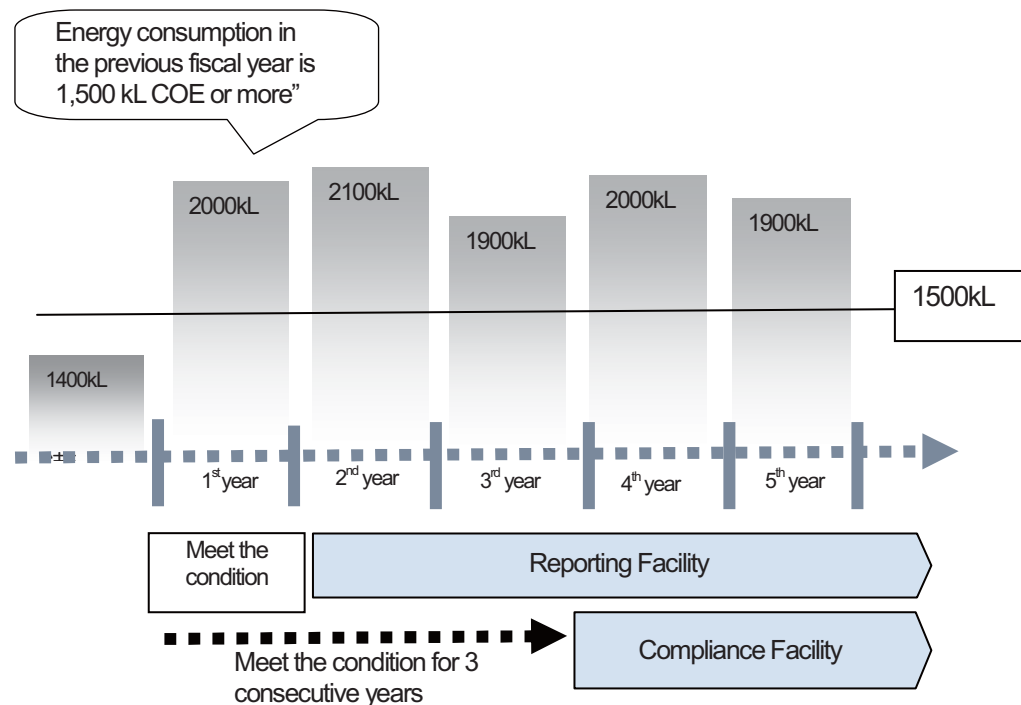 Energy consumption in
the previous fiscal year is
1,500 kL COE or more”
2000kL
2100kL
1900kL
2000kL
1900kL
1500kL
1400kL
1st year
2nd year
3rd year
4th year
5th year
Meet the
condition
Reporting Facility
Meet the condition for 3
consecutive years
Compliance Facility